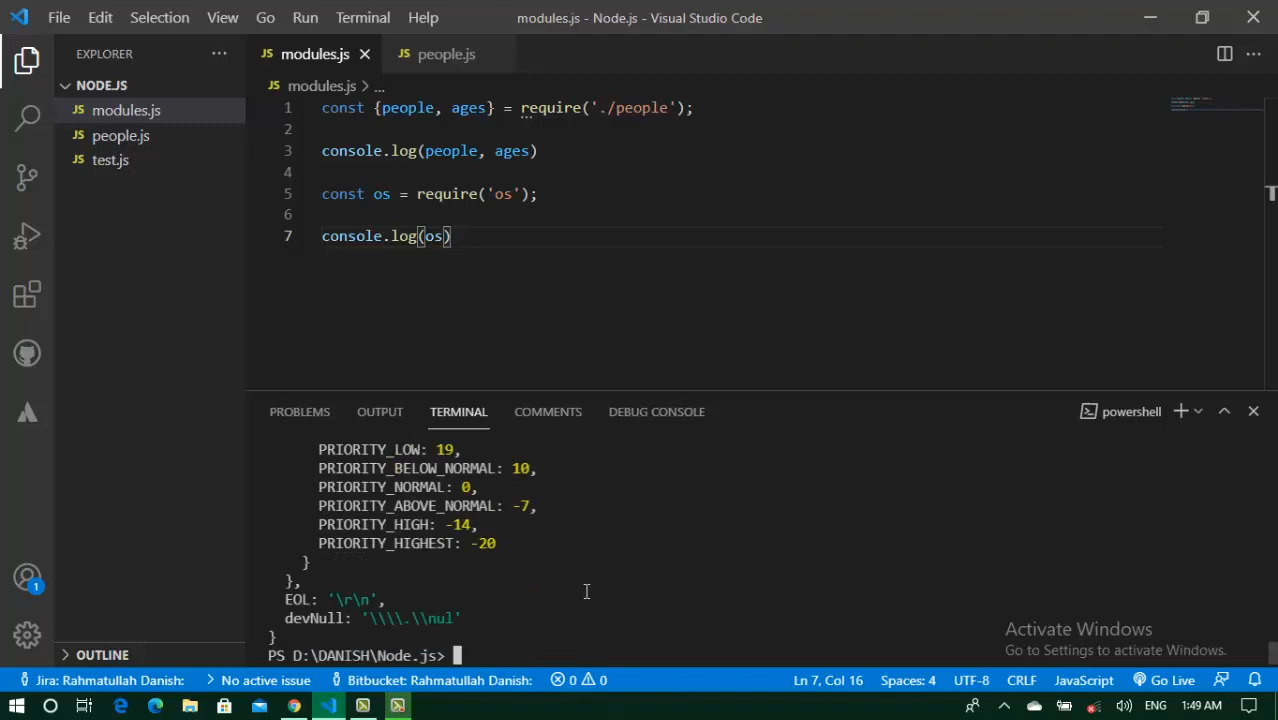 File Edit Selection View Go Run Terminal Help modules.js - Node.js - Visual Studio Code
EXPLORER
NODE.JS
modules.js
people.js
test.js
OUTLINE
modules.js people.js
modules.js > ...
1 const {people, ages} = require('./people');
2
3 console.log(people, ages)
4
5 const os = require('os');
6
7 console.log(os)
PROBLEMS OUTPUT TERMINAL COMMENTS DEBUG CONSOLE powershell
PRIORITY_LOW: 19,
PRIORITY_BELOW_NORMAL: 10,
PRIORITY_NORMAL: 0,
PRIORITY_ABOVE_NORMAL: -7,
PRIORITY_HIGH: -14,
PRIORITY_HIGHEST: -20
}
},
EOL: '\r\n',
devNull: '\\\\.\\nul'
}
PS D:\DANISH\Node.js>
Activate Windows
Go to Settings to activate Windows.
1
Jira: Rahmatullah Danish: No active issue Bitbucket: Rahmatullah Danish: 0 0 Ln 7, Col 16 Spaces: 4 UTF-8 CRLF JavaScript Go Live
ENG 1:49 AM